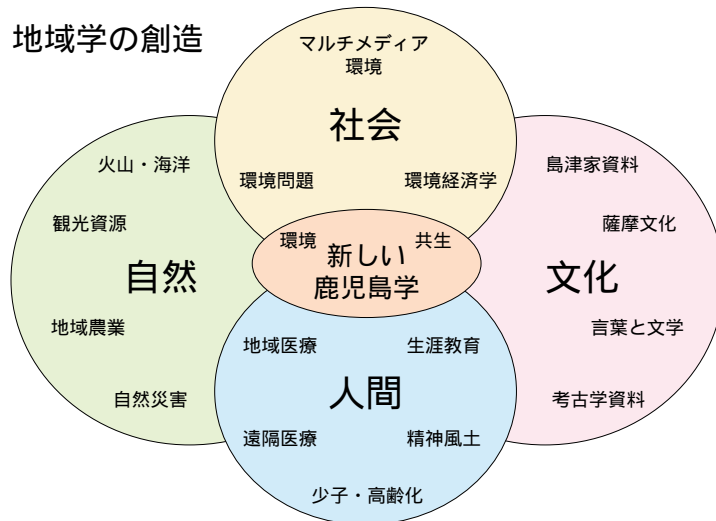 地域学の創造
マルチメディア
環境
社会
環境問題
環境経済学
火山・海洋
観光資源
自然
地域農業
自然災害
環境
共生
新しい
鹿児島学
島津家資料
薩摩文化
文化
言葉と文学
考古学資料
地域医療
生涯教育
人間
遠隔医療
精神風土
少子・高齢化